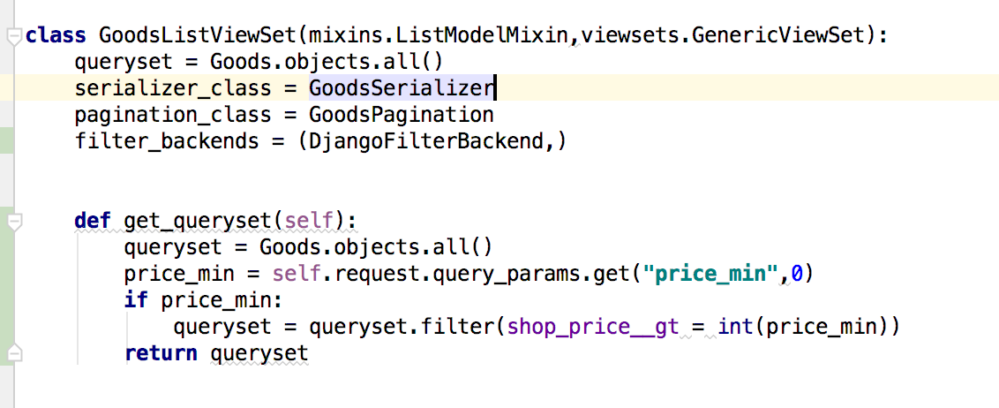 class GoodsListViewSet(mixins.ListModelMixin,viewsets.GenericViewSet):
    queryset = Goods.objects.all()
    serializer_class = GoodsSerializer
    pagination_class = GoodsPagination
    filter_backends = (DjangoFilterBackend,)
    def get_queryset(self):
        queryset = Goods.objects.all()
        price_min = self.request.query_params.get("price_min",0)
        if price_min:
            queryset = queryset.filter(shop_price__gt = int(price_min))
        return queryset